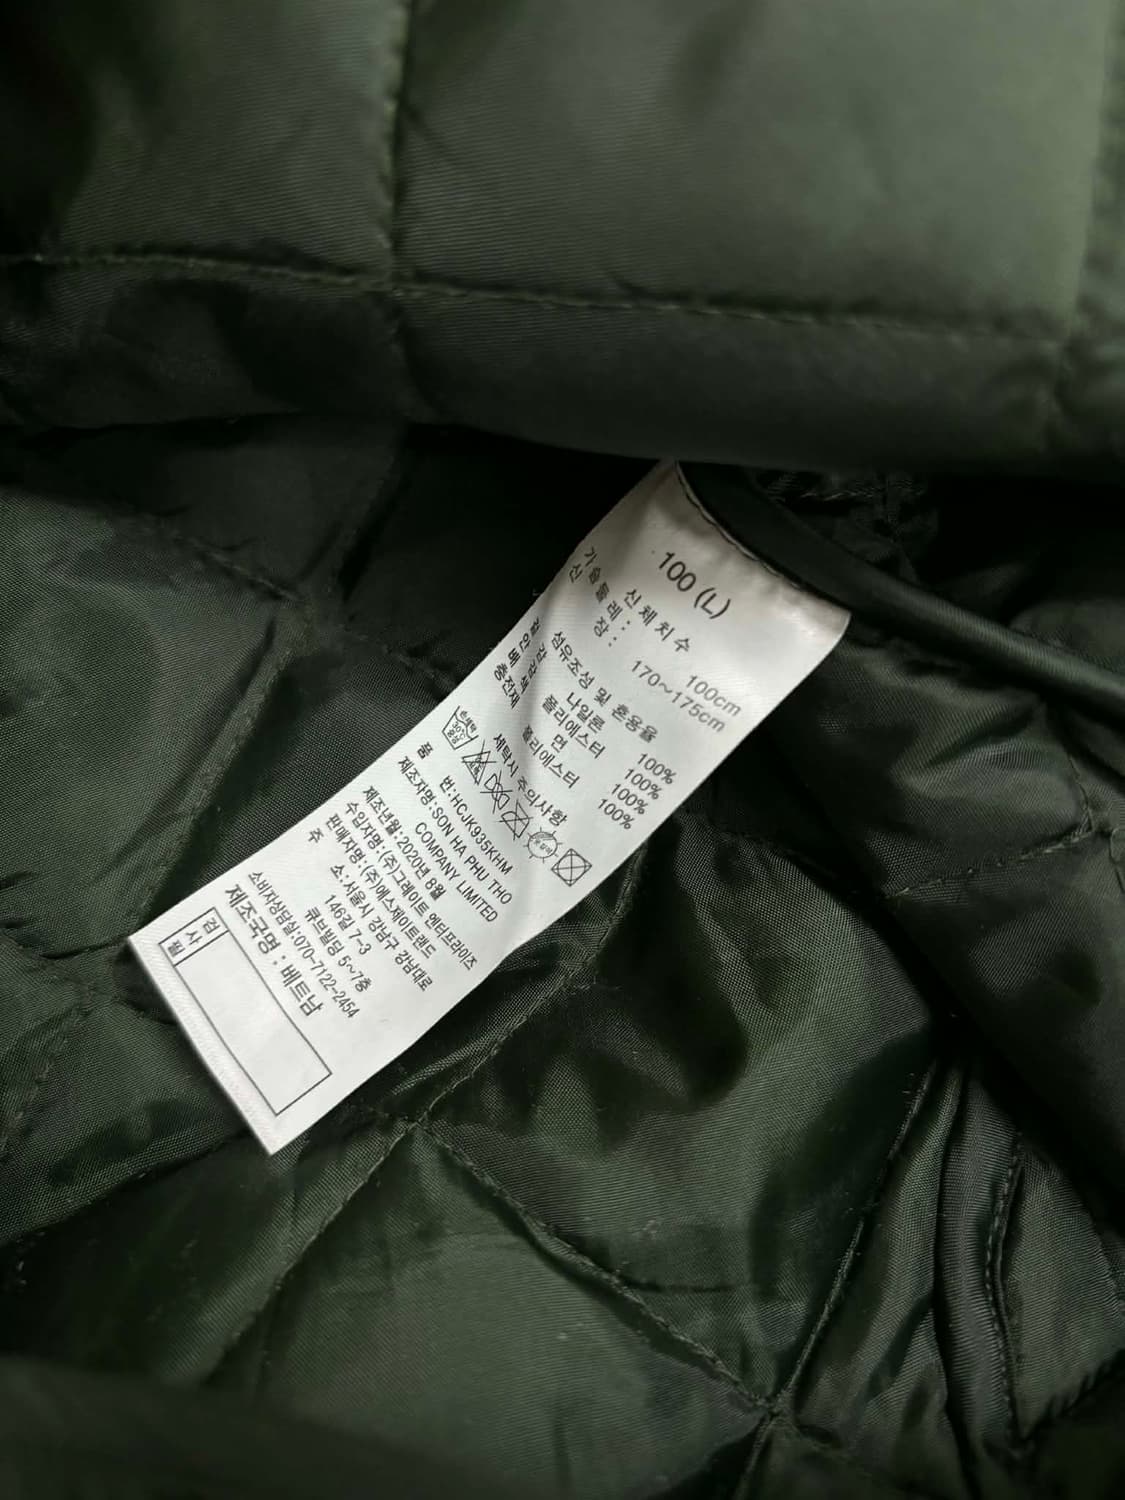 100 (L)
신 체 치 수
가 슴 둘 레 : 100cm
신 장 : 170~175cm
섬유조성 및 혼용율
겉 감 나일론 100%
안 감 폴리에스터 100%
배 색 면 100%
충전재 폴리에스터 100%
세탁시 주의사항
손세탁
30℃
중성
품 번:HCJK935KHM
제조자명:SON HA PHU THO
COMPANY LIMITED
제조년월:2020년 8월
수입자명:(주)그레이트 엔터프라이즈
판매자명:(주)에스제이트랜드
주 소:서울시 강남구 강남대로
146길 7-3
큐브빌딩 5~7층
소비자상담실:070-7122-2454
제조국명 : 베트남
검 사 필